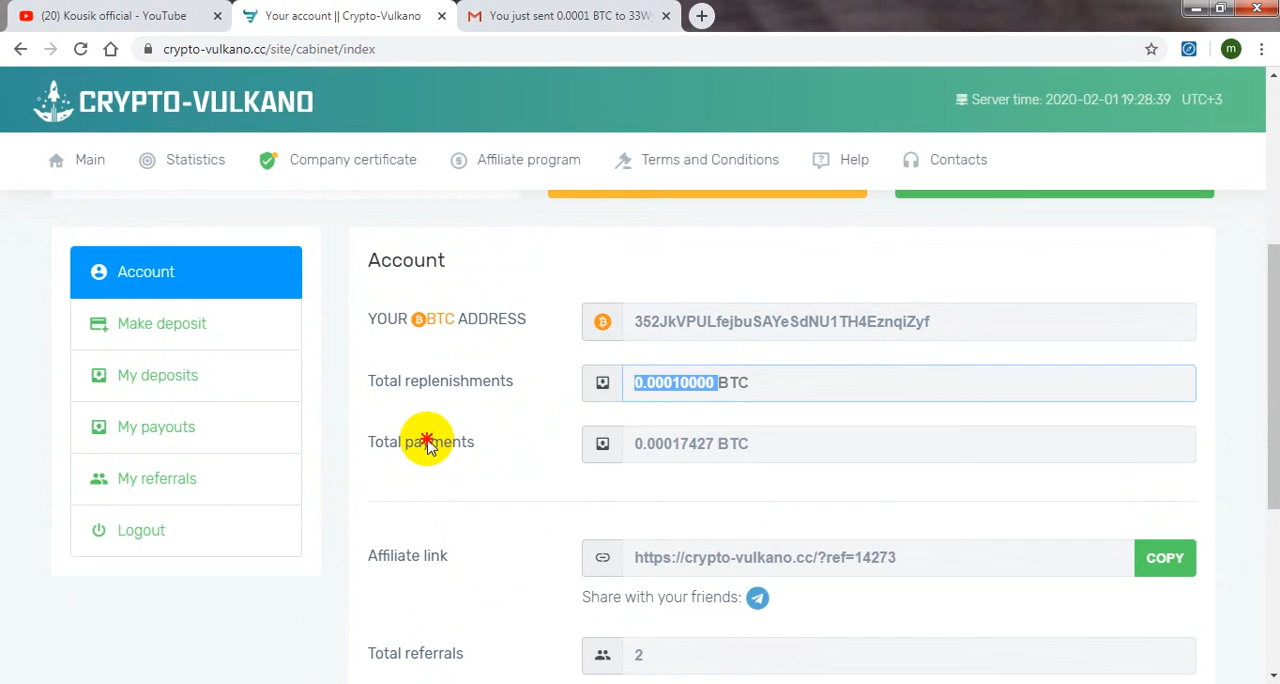 (20) Kousik official - YouTube
Your account || Crypto-Vulkano
You just sent 0.0001 BTC to 33W
crypto-vulkano.cc/site/cabinet/index
m
CRYPTO-VULKANO
Server time: 2020-02-01 19:28:39 UTC+3
Main
Statistics
Company certificate
Affiliate program
Terms and Conditions
Help
Contacts
Account
Make deposit
My deposits
My payouts
My referrals
Logout
Account
YOUR BTC ADDRESS
352JkVPULfejbuSAYeSdNU1TH4EznqiZyf
Total replenishments
0.00010000 BTC
Total payments
0.00017427 BTC
Affiliate link
https://crypto-vulkano.cc/?ref=14273
COPY
Share with your friends:
Total referrals
2